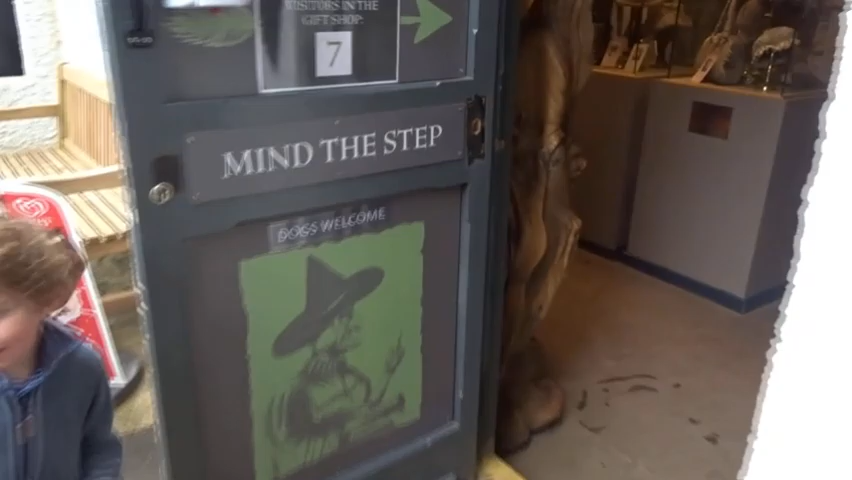 VISITORS IN THE
GIFT SHOP:
7
MIND THE STEP
DOGS WELCOME